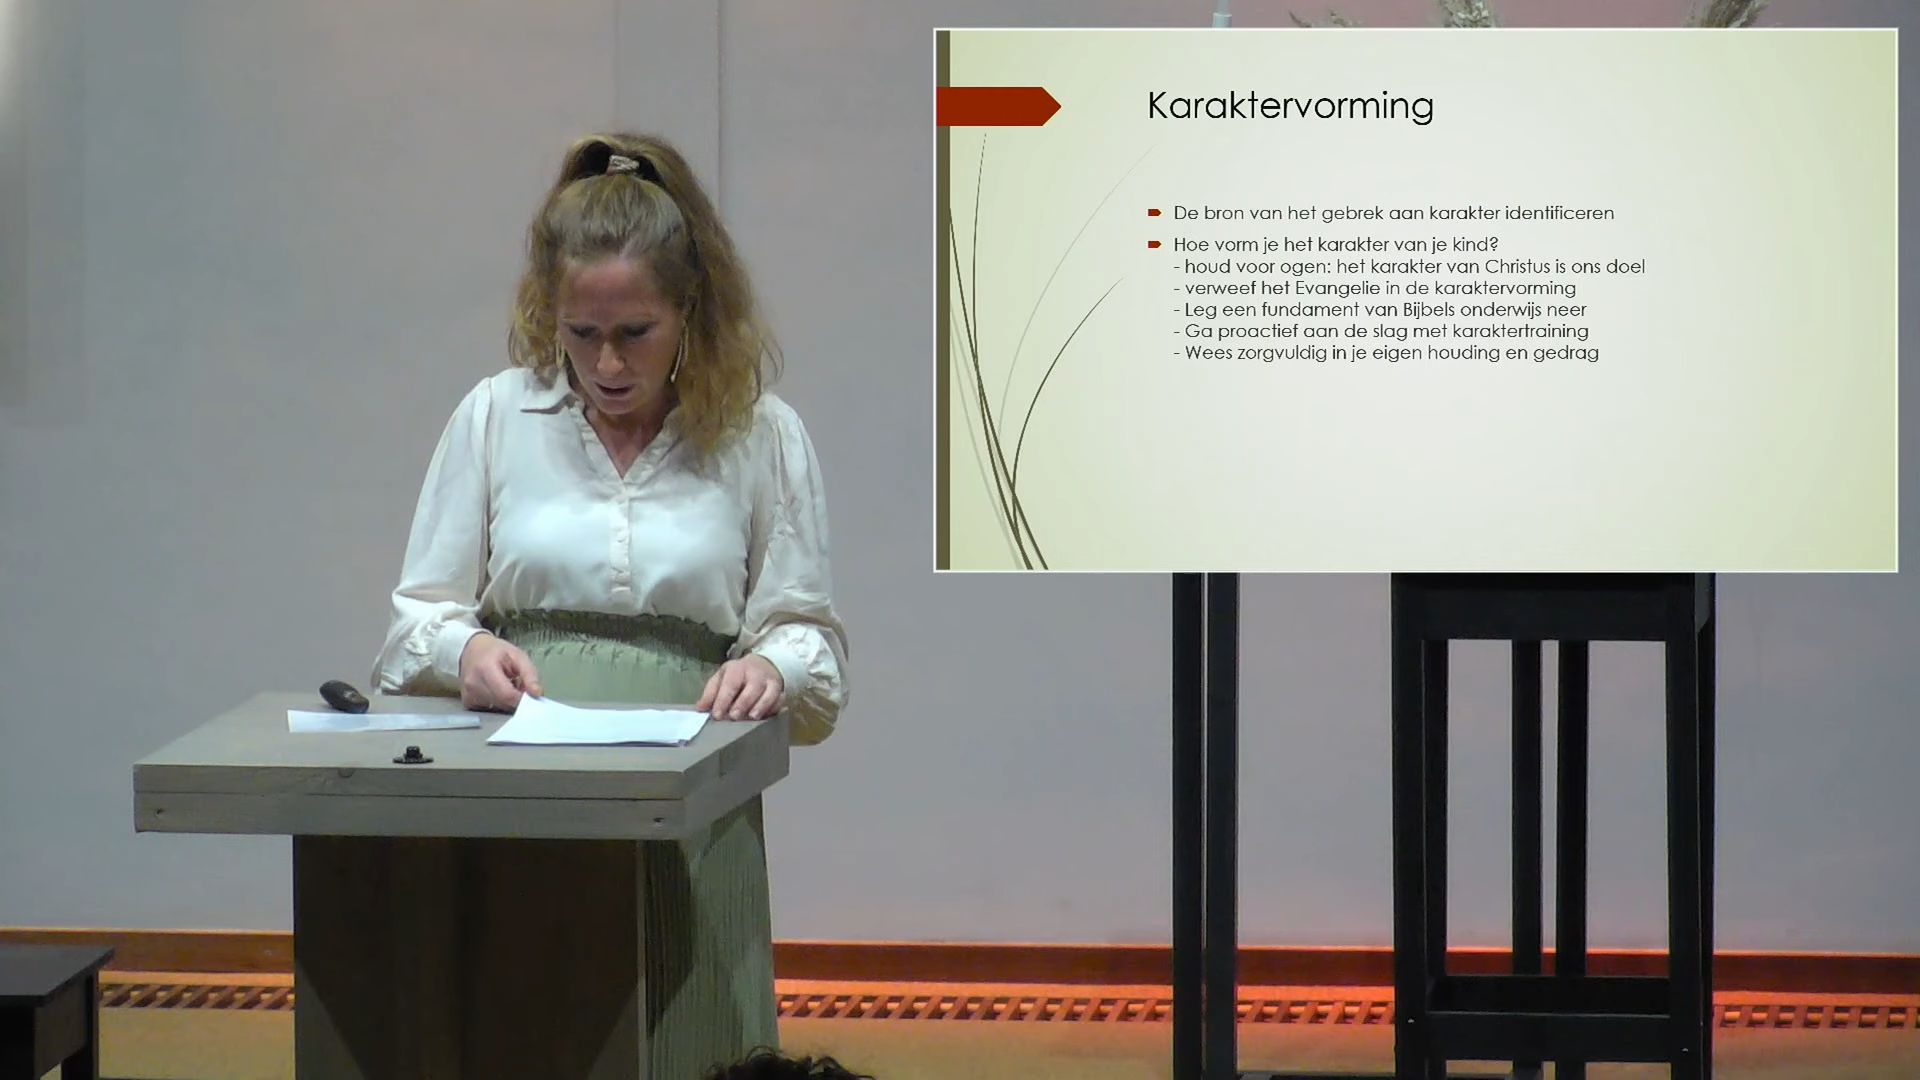 Karaktervorming
De bron van het gebrek aan karakter identificeren
Hoe vorm je het karakter van je kind?
- houd voor ogen: het karakter van Christus is ons doel
- verweef het Evangelie in de karaktervorming
- Leg een fundament van Bijbels onderwijs neer
- Ga proactief aan de slag met karaktertraining
- Wees zorgvuldig in je eigen houding en gedrag